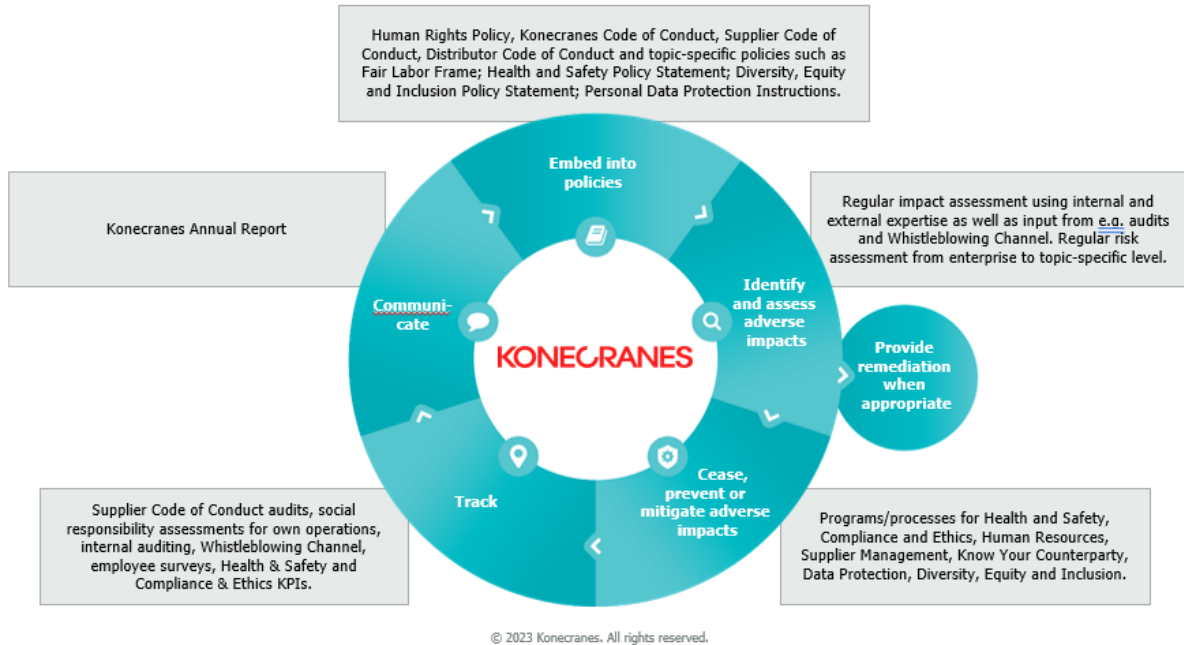 Human Rights Policy, Konecranes Code of Conduct, Supplier Code of
Conduct, Distributor Code of Conduct and topic-specific policies such as
Fair Labor Frame; Health and Safety Policy Statement; Diversity, Equity
and Inclusion Policy Statement; Personal Data Protection Instructions.
Embed into
policies
Konecranes Annual Report
Regular impact assessment using internal and
external expertise as well as input from e.g. audits
and Whistleblowing Channel. Regular risk
assessment from enterprise to topic-specific level.
Communi-
cate
Identify
and assess
adverse
impacts
KONECRANES
Provide
remediation
when
appropriate
Track
Cease,
prevent or
mitigate adverse
impacts
Supplier Code of Conduct audits, social
responsibility assessments for own operations,
internal auditing, Whistleblowing Channel,
employee surveys, Health & Safety and
Compliance & Ethics KPIs.
Programs/processes for Health and Safety,
Compliance and Ethics, Human Resources,
Supplier Management, Know Your Counterparty,
Data Protection, Diversity, Equity and Inclusion.
© 2023 Konecranes. All rights reserved.